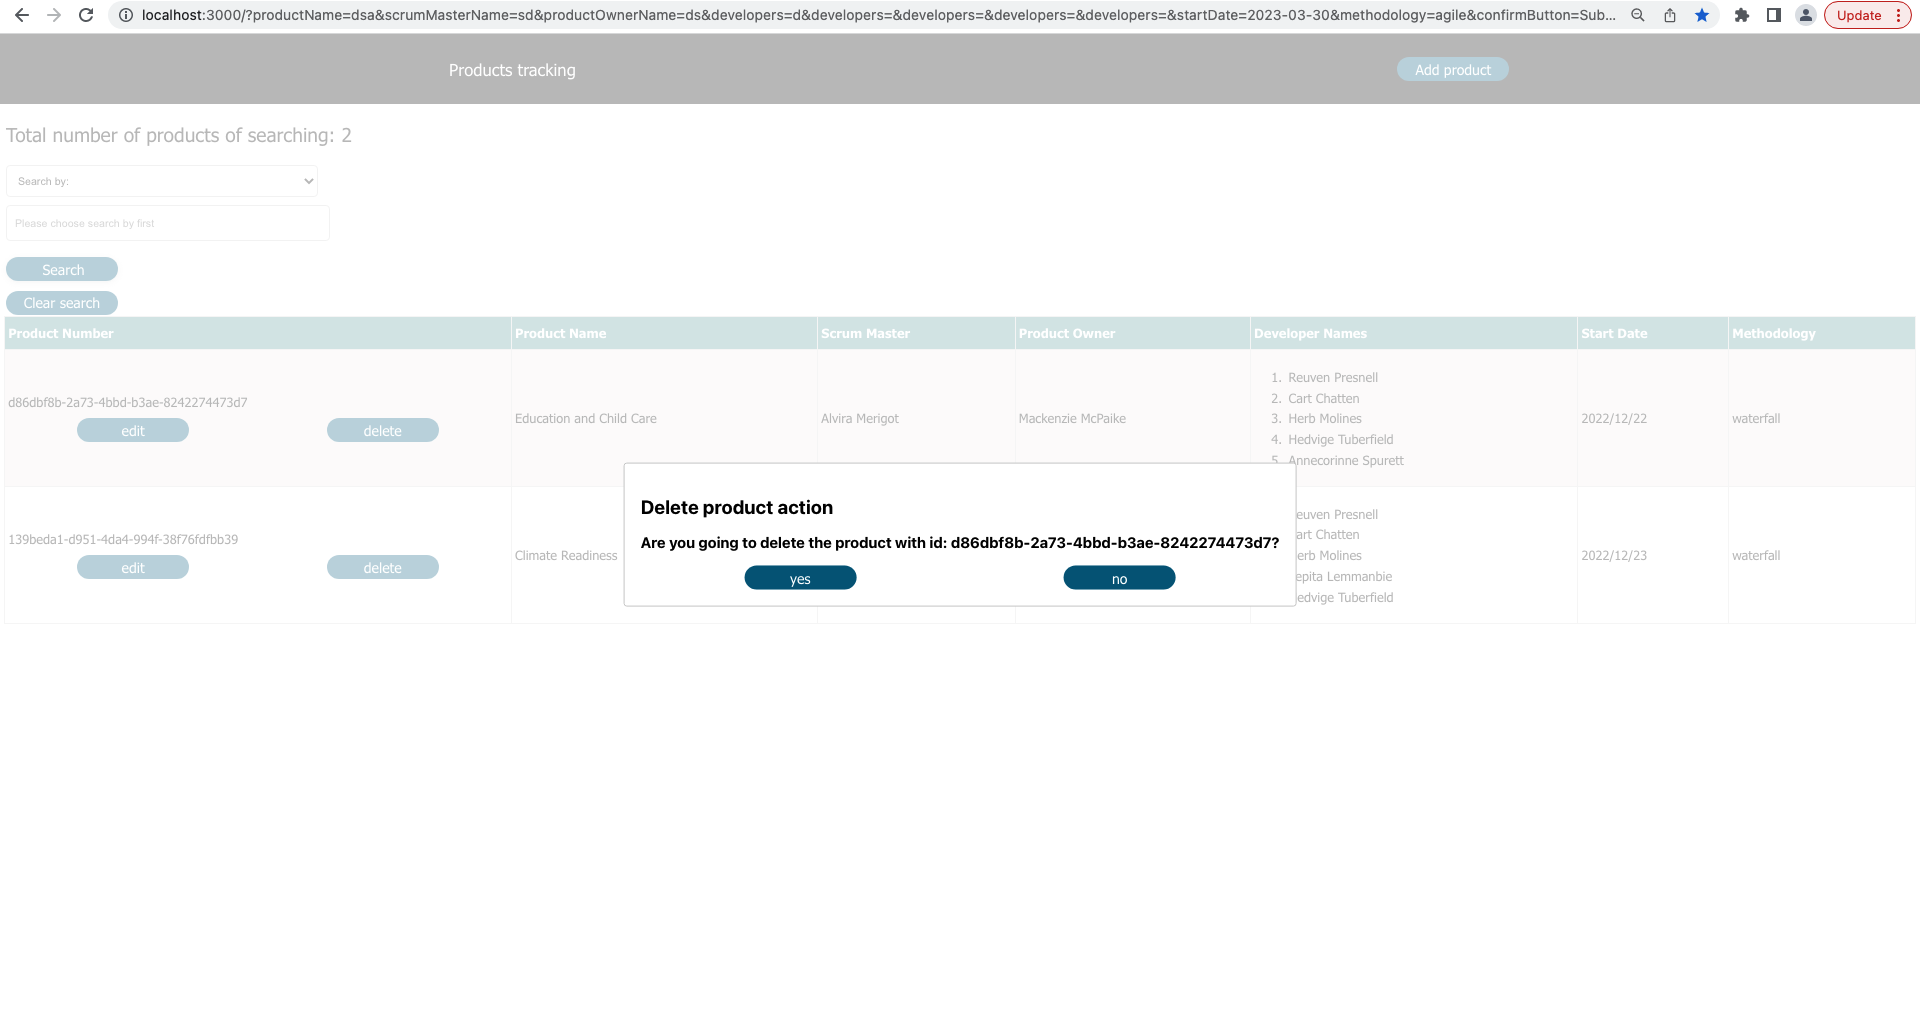 localhost:3000/?productName=dsa&scrumMasterName=sd&productOwnerName=ds&developers=d&developers=&developers=&developers=&developers=&startDate=2023-03-30&methodology=agile&confirmButton=Sub...
Update
Products tracking
Add product
Total number of products of searching: 2
Search by:
Please choose search by first
Search
Clear search
Product Number Product Name Scrum Master Product Owner Developer Names Start Date Methodology
d86dbf8b-2a73-4bbd-b3ae-8242274473d7
edit delete
Education and Child Care
Alvira Merigot
Mackenzie McPaike
1. Reuven Presnell
2. Cart Chatten
3. Herb Molines
4. Hedvige Tuberfield
5. Annecorinne Spurett
2022/12/22
waterfall
139beda1-d951-4da4-994f-38f76fdfbb39
edit delete
Climate Readiness
euven Presnell
art Chatten
erb Molines
epita Lemmanbie
edvige Tuberfield
2022/12/23
waterfall
Delete product action
Are you going to delete the product with id: d86dbf8b-2a73-4bbd-b3ae-8242274473d7?
yes no